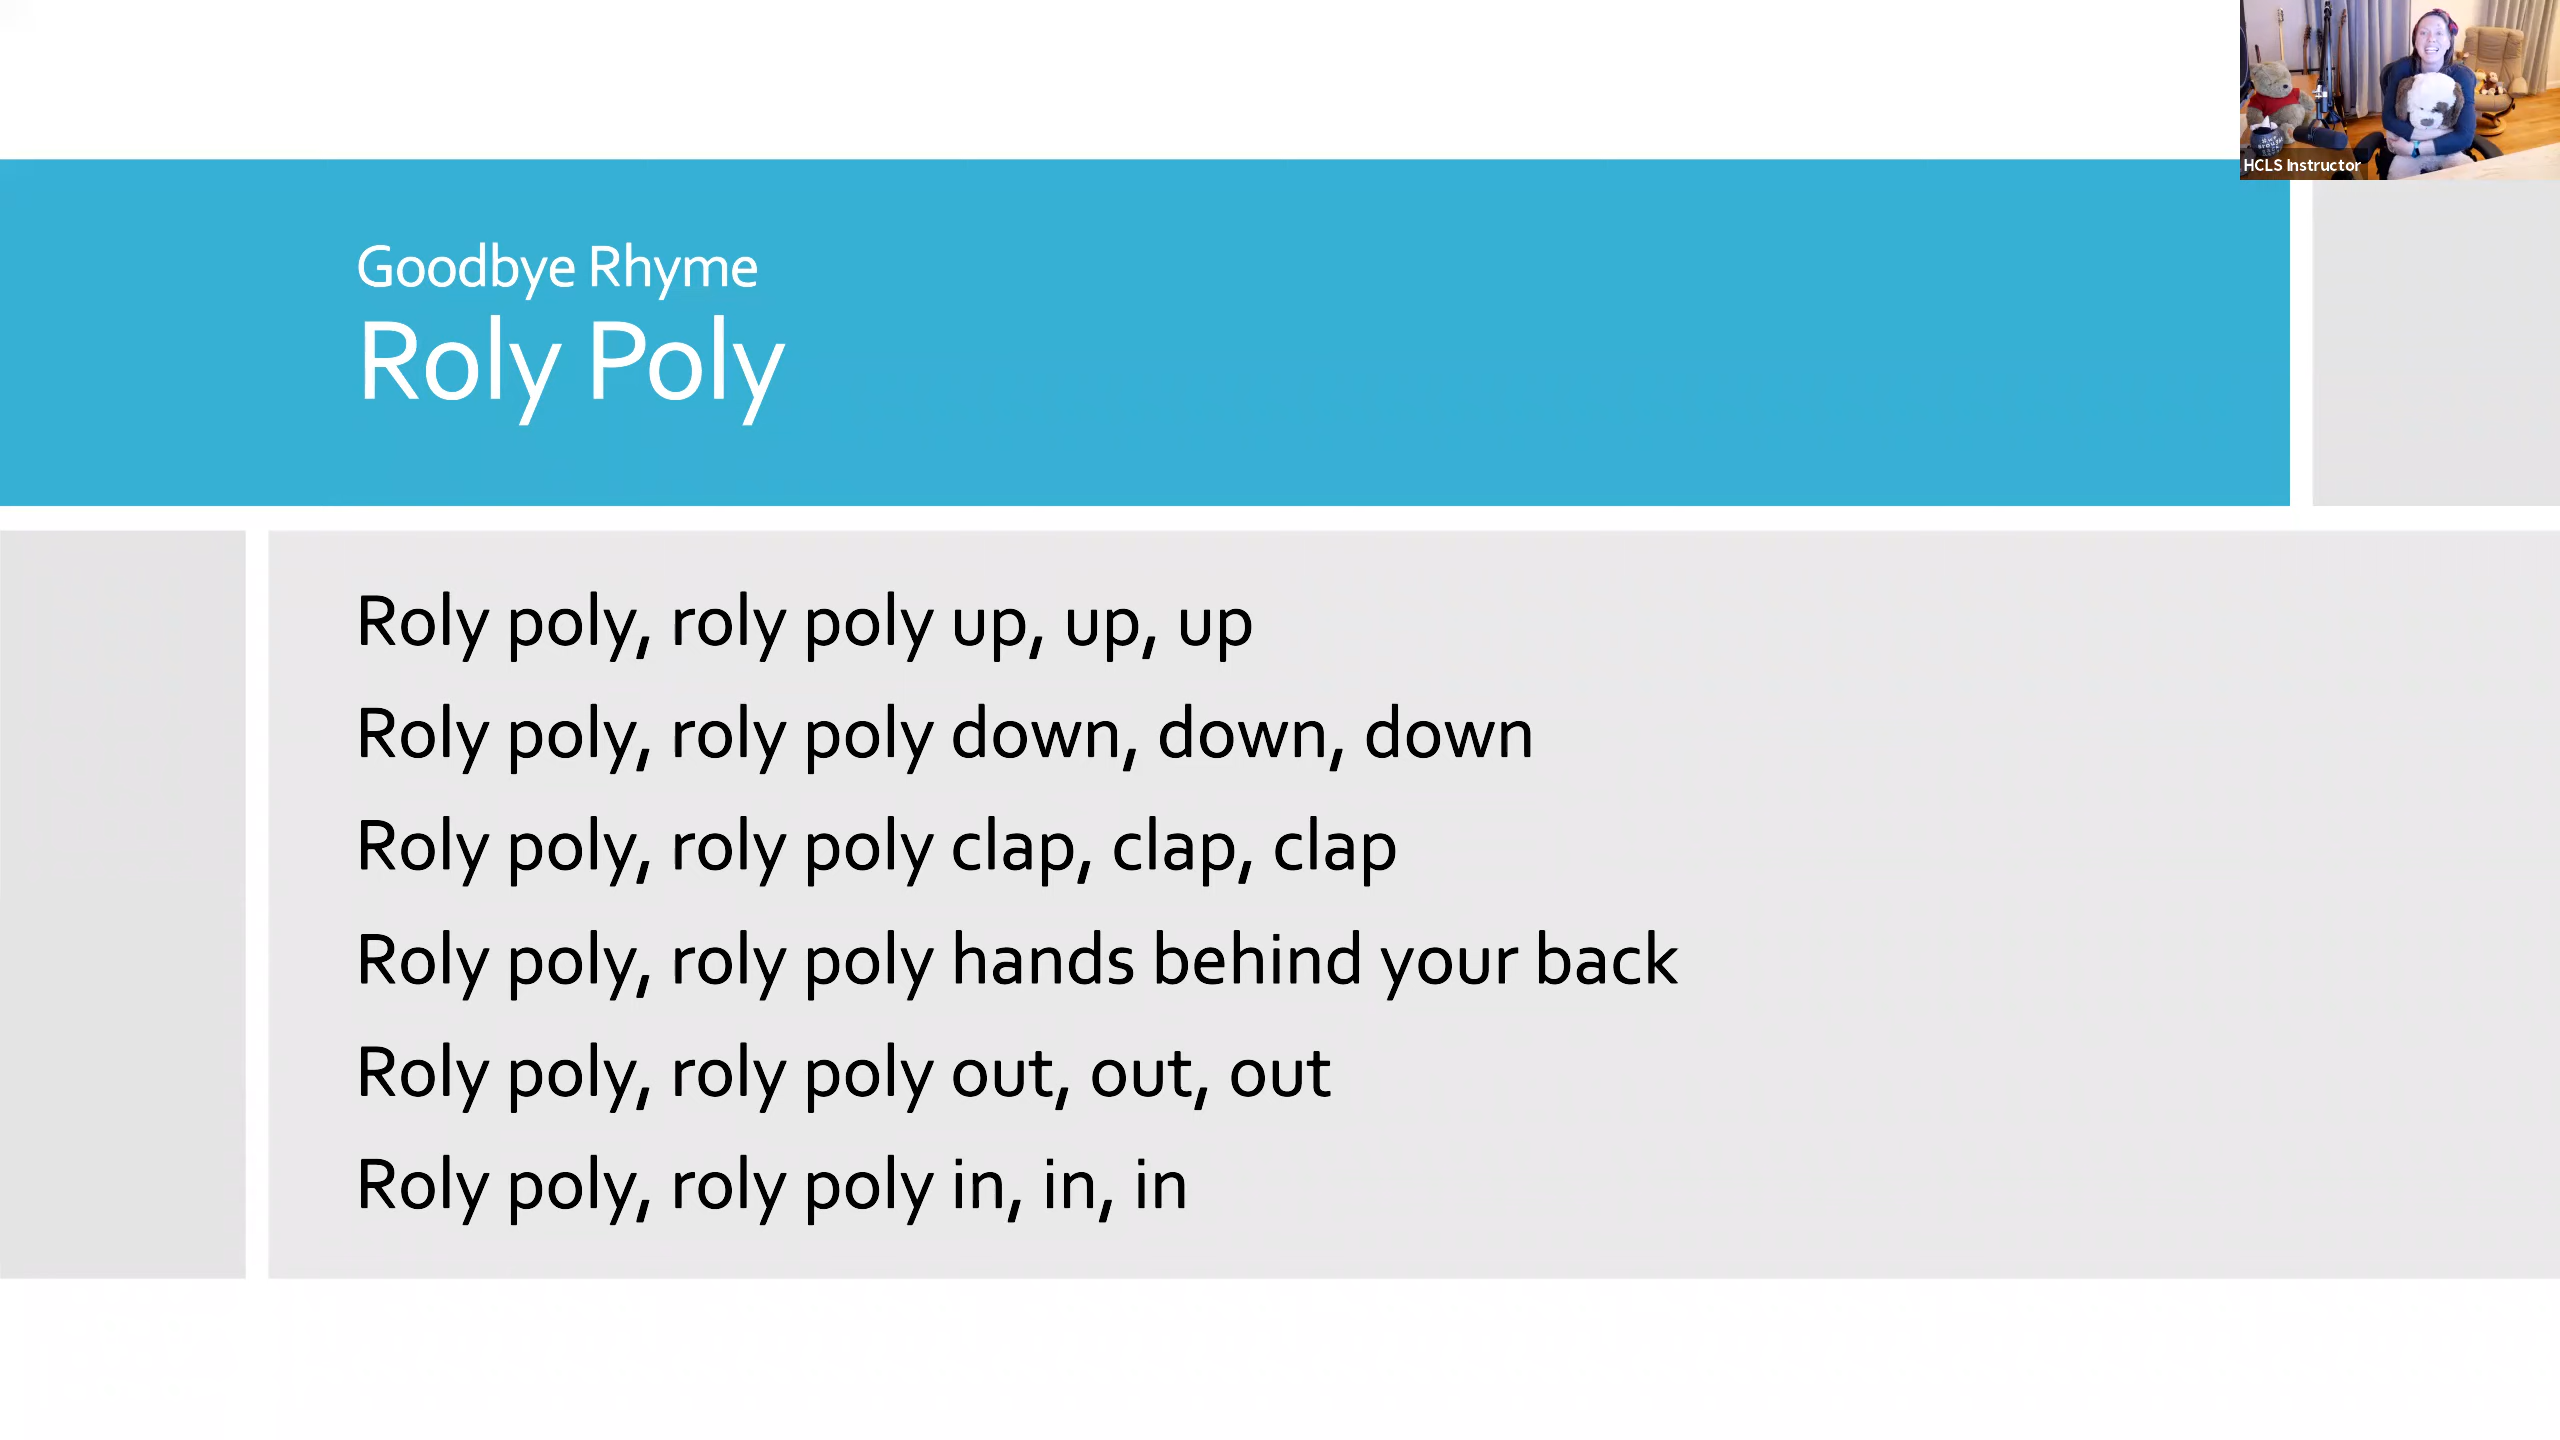 HCLS Instructor
Goodbye Rhyme
Roly Poly
Roly poly, roly poly up, up, up
Roly poly, roly poly down, down, down
Roly poly, roly poly clap, clap, clap
Roly poly, roly poly hands behind your back
Roly poly, roly poly out, out, out
Roly poly, roly poly in, in, in